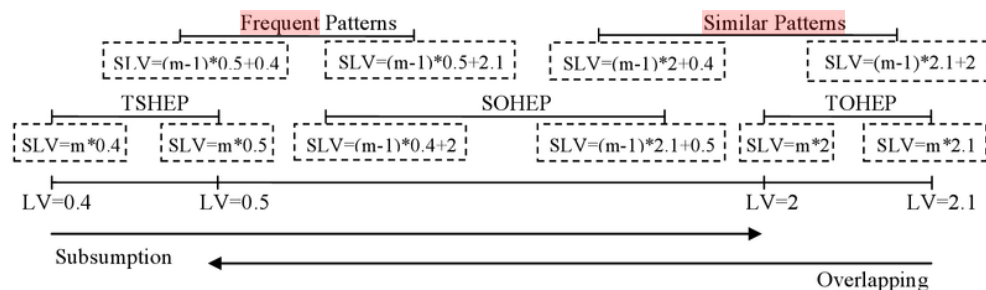 Frequent Patterns Similar Patterns
SLV=(m-1)*0.5+0.4 SLV=(m-1)*0.5+2.1 SLV=(m-1)*2+0.4 SLV=(m-1)*2.1+2
TSHEP SOHEP TOHEP
SLV=m*0.4 SLV=m*0.5 SLV=(m-1)*0.4+2 SLV=(m-1)*2.1+0.5 SLV=m*2 SLV=m*2.1
LV=0.4 LV=0.5 LV=2 LV=2.1
Subsumption
Overlapping